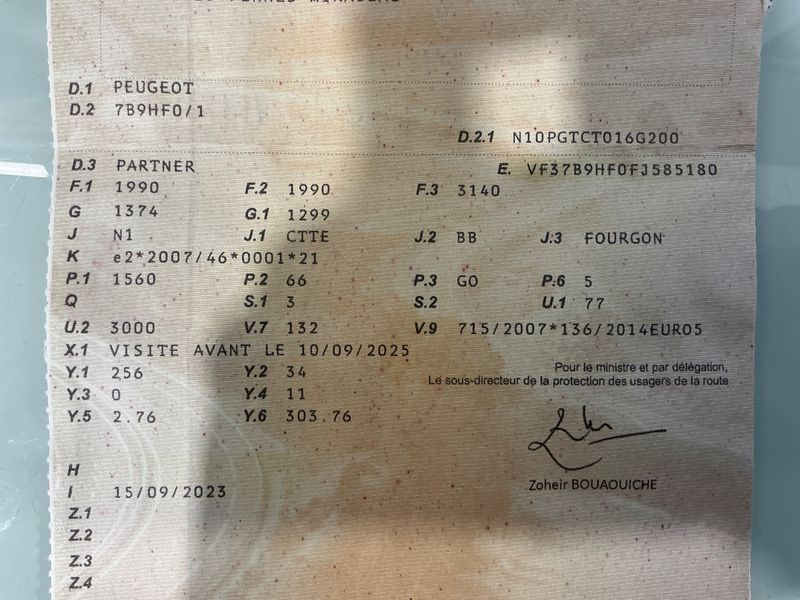 D.1 PEUGEOT
D.2 7B9HF0/1
D.2.1 N10PGTCT016G200
D.3 PARTNER E. VF37B9HF0FJ585180
F.1 1990 F.2 1990 F.3 3140
G 1374 G.1 1299
J N1 J.1 CTTE J.2 BB J.3 FOURGON
K e2*2007/46*0001*21
P.1 1560 P.2 66 P.3 GO P.6 5
Q S.1 3 S.2 U.1 77
U.2 3000 V.7 132 V.9 715/2007*136/2014EURO5
X.1 VISITE AVANT LE 10/09/2025
Y.1 256 Y.2 34
Pour le ministre et par délégation,
Le sous-directeur de la protection des usagers de la route
Y.3 0 Y.4 11
Y.5 2.76 Y.6 303.76
H
I 15/09/2023
Zoheir BOUAOUICHE
Z.1
Z.2
Z.3
Z.4